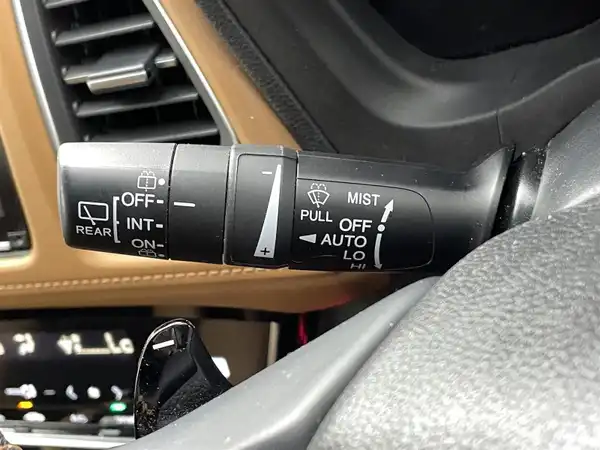 OFF-
INT-
ON-
REAR
-
+
PULL
MIST
OFF
AUTO
LO
HI